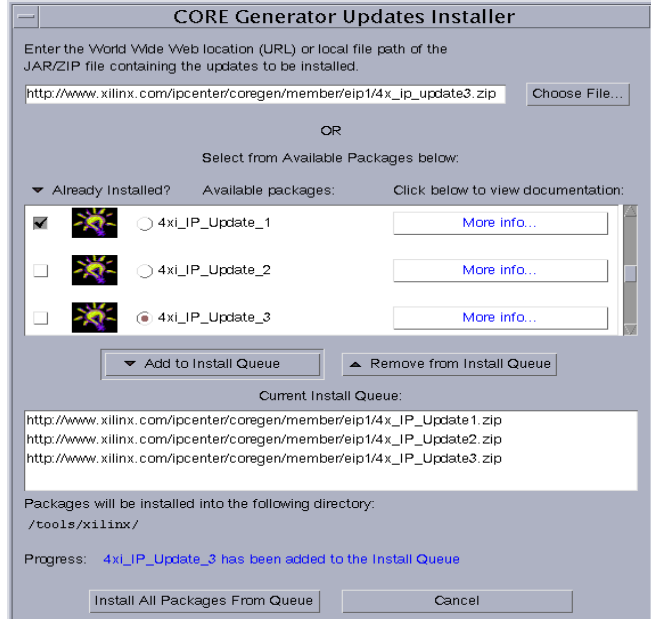 CORE Generator Updates Installer
Enter the World Wide Web location (URL) or local file path of the
JAR/ZIP file containing the updates to be installed.
http://www.xilinx.com/ipcenter/coregen/member/eip1/4x_ip_update3.zip Choose File...
OR
Select from Available Packages below:
Already Installed? Available packages: Click below to view documentation:
4xi_IP_Update_1 More info...
4xi_IP_Update_2 More info...
4xi_IP_Update_3 More info...
Add to Install Queue Remove from Install Queue
Current Install Queue:
http://www.xilinx.com/ipcenter/coregen/member/eip1/4x_IP_Update1.zip
http://www.xilinx.com/ipcenter/coregen/member/eip1/4x_IP_Update2.zip
http://www.xilinx.com/ipcenter/coregen/member/eip1/4x_IP_Update3.zip
Packages will be installed into the following directory:
/tools/xilinx/
Progress: 4xi_IP_Update_3 has been added to the Install Queue
Install All Packages From Queue Cancel